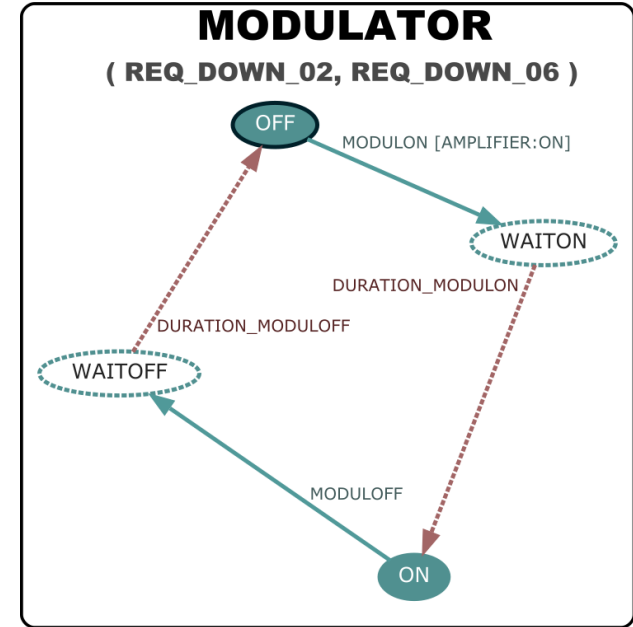 MODULATOR
( REQ_DOWN_02, REQ_DOWN_06 )
OFF
MODULON [AMPLIFIER:ON]
WAITON
DURATION_MODULON
DURATION_MODULOFF
WAITOFF
MODULOFF
ON